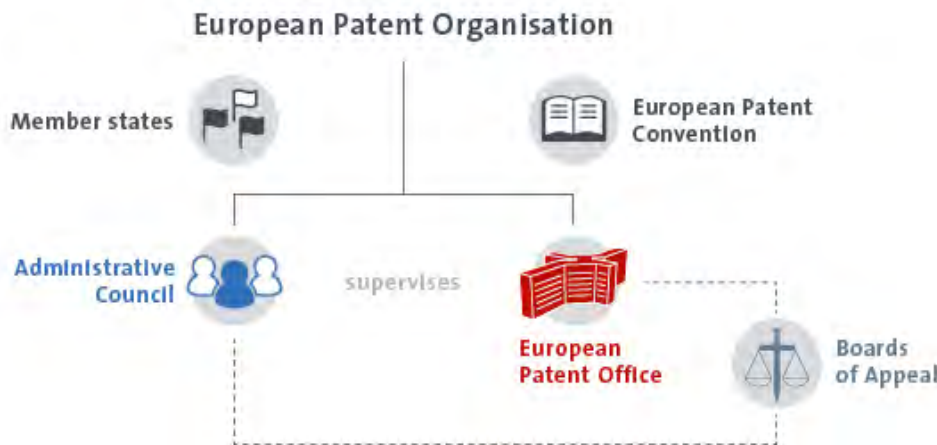 European Patent Organisation
Member states
European Patent
Convention
Administrative
Council
supervises
European
Patent Office
Boards
of Appeal